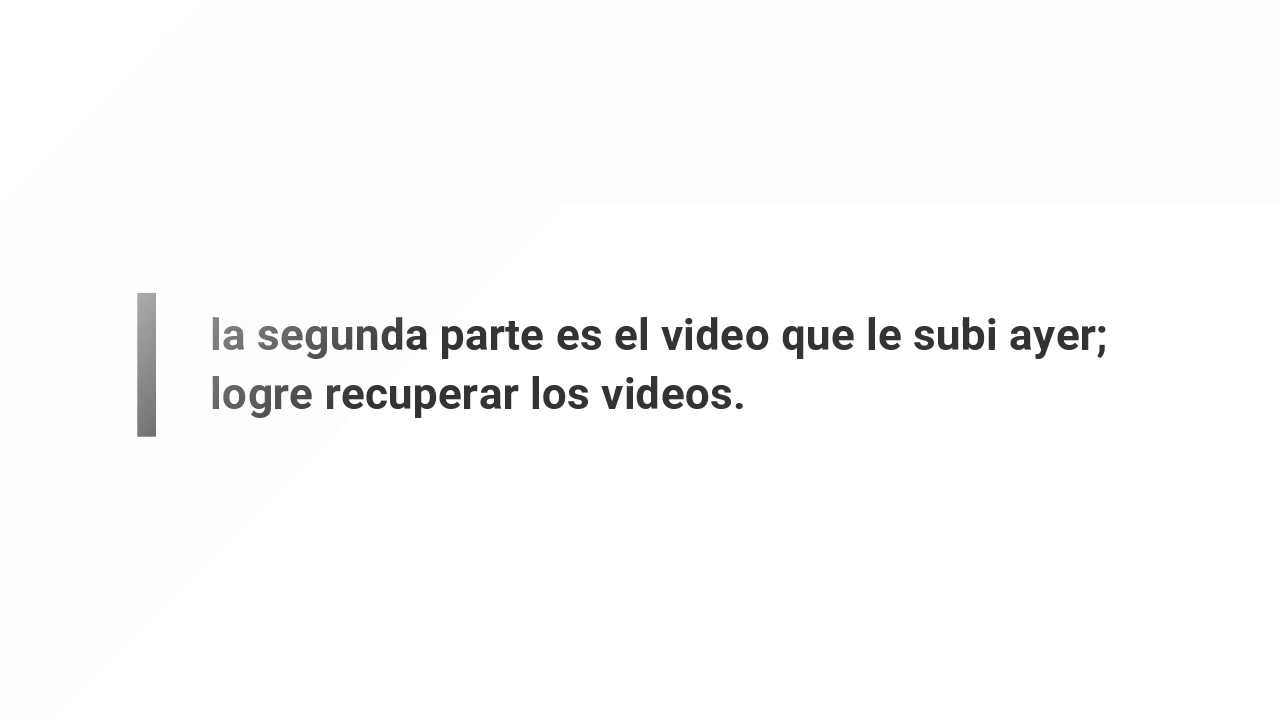 la segunda parte es el video que le subi ayer;
logre recuperar los videos.